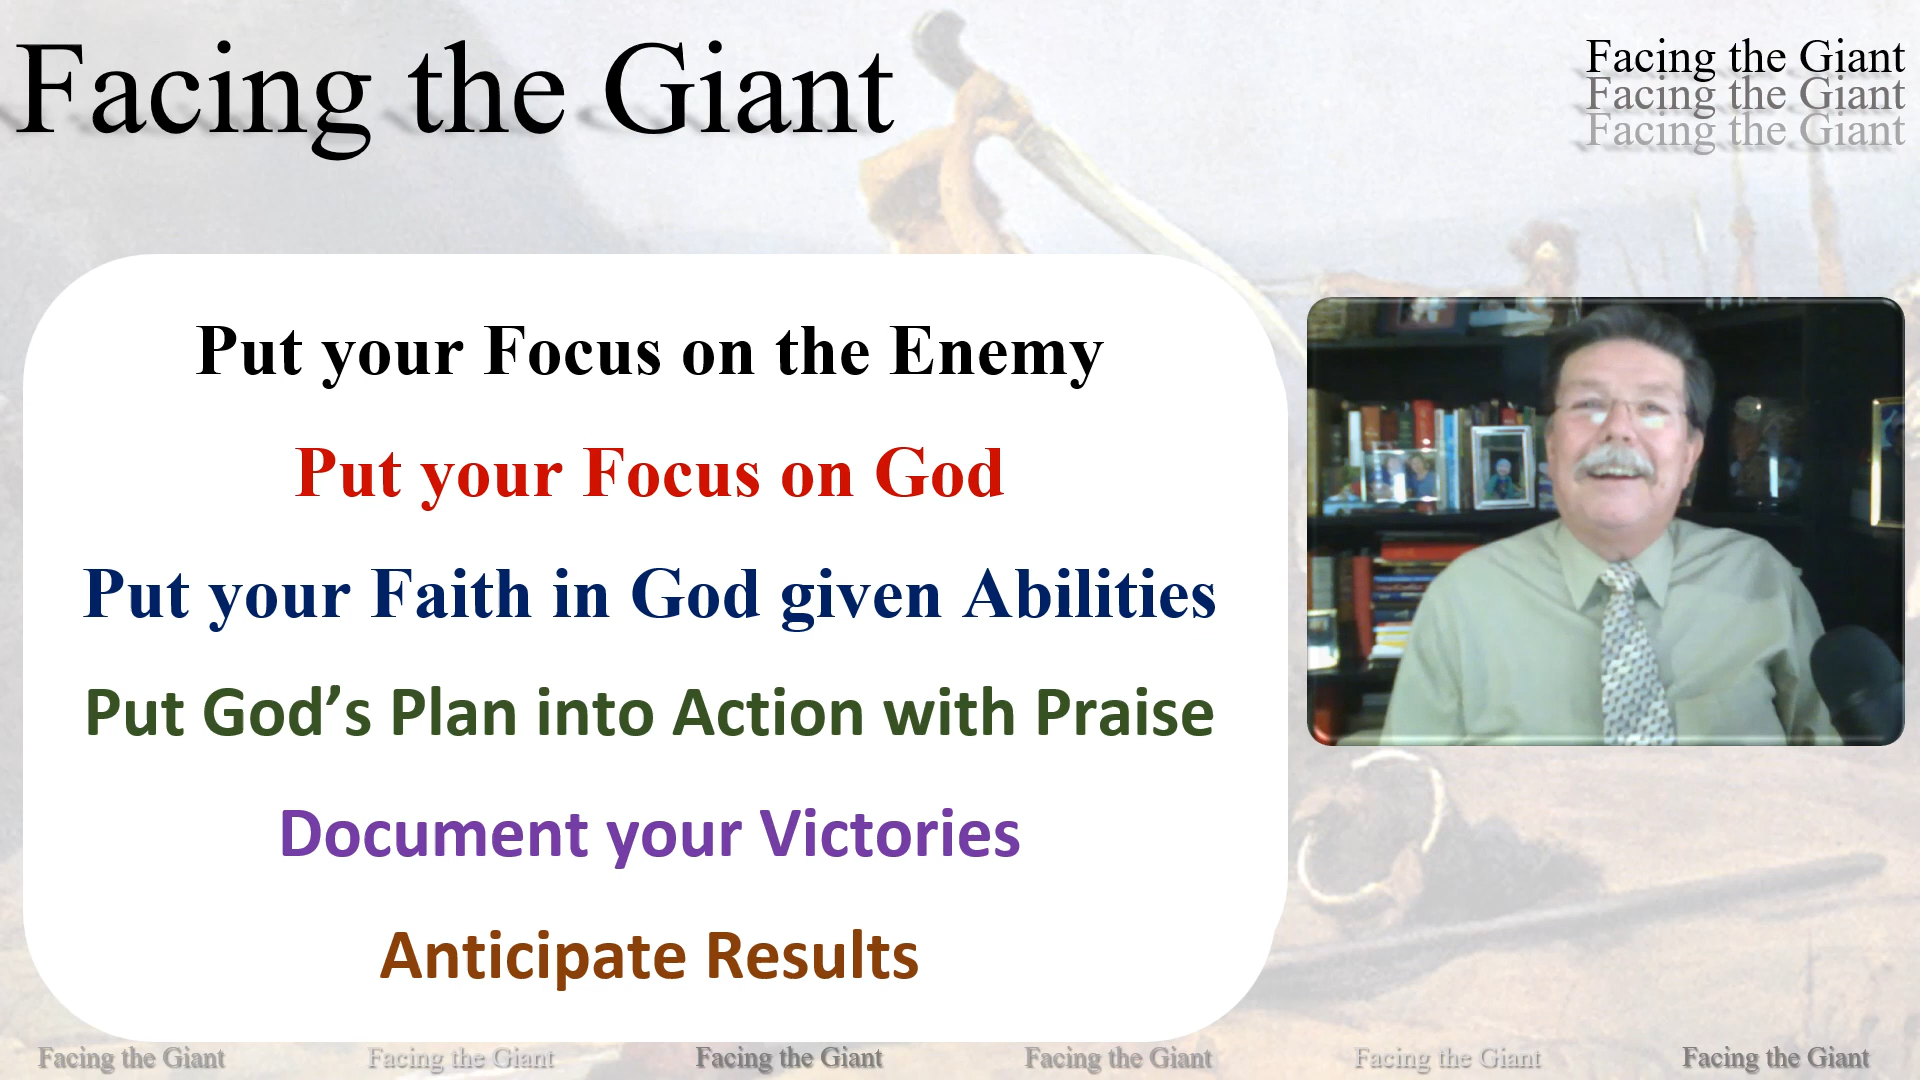 Facing the Giant
Facing the Giant
Facing the Giant
Facing the Giant
Put your Focus on the Enemy
Put your Focus on God
Put your Faith in God given Abilities
Put God’s Plan into Action with Praise
Document your Victories
Anticipate Results
Facing the Giant Facing the Giant Facing the Giant Facing the Giant Facing the Giant Facing the Giant